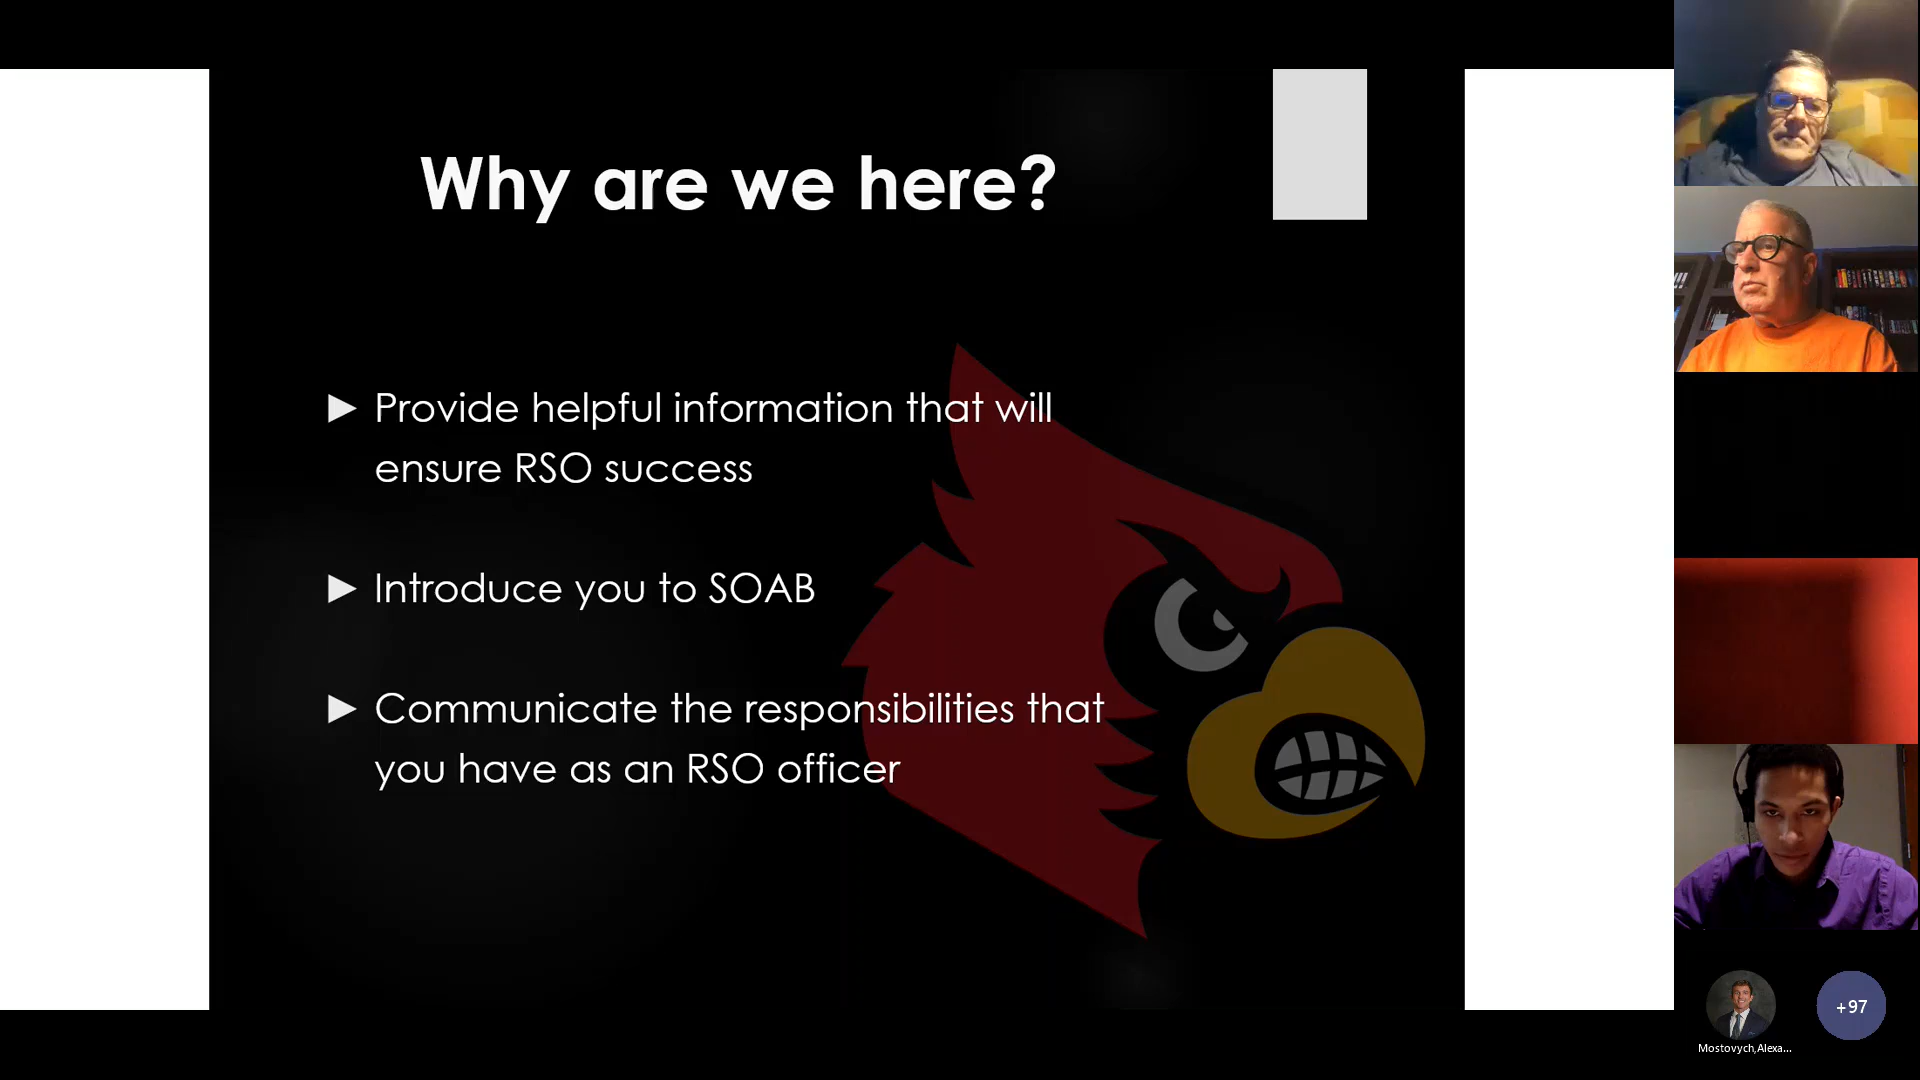 Why are we here?
► Provide helpful information that will
ensure RSO success
► Introduce you to SOAB
► Communicate the responsibilities that
you have as an RSO officer
Mostovych,Alexa...
+97